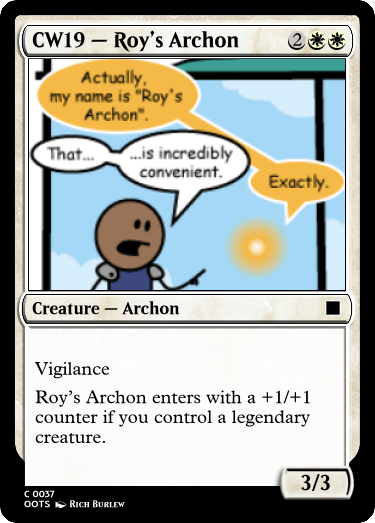 CW19 — Roy's Archon 2
Actually,
my name is "Roy's
Archon".
That...
...is incredibly
convenient.
Exactly.
Creature — Archon
Vigilance
Roy's Archon enters with a +1/+1
counter if you control a legendary
creature.
3/3
C 0037
OOTS Rich Burlew